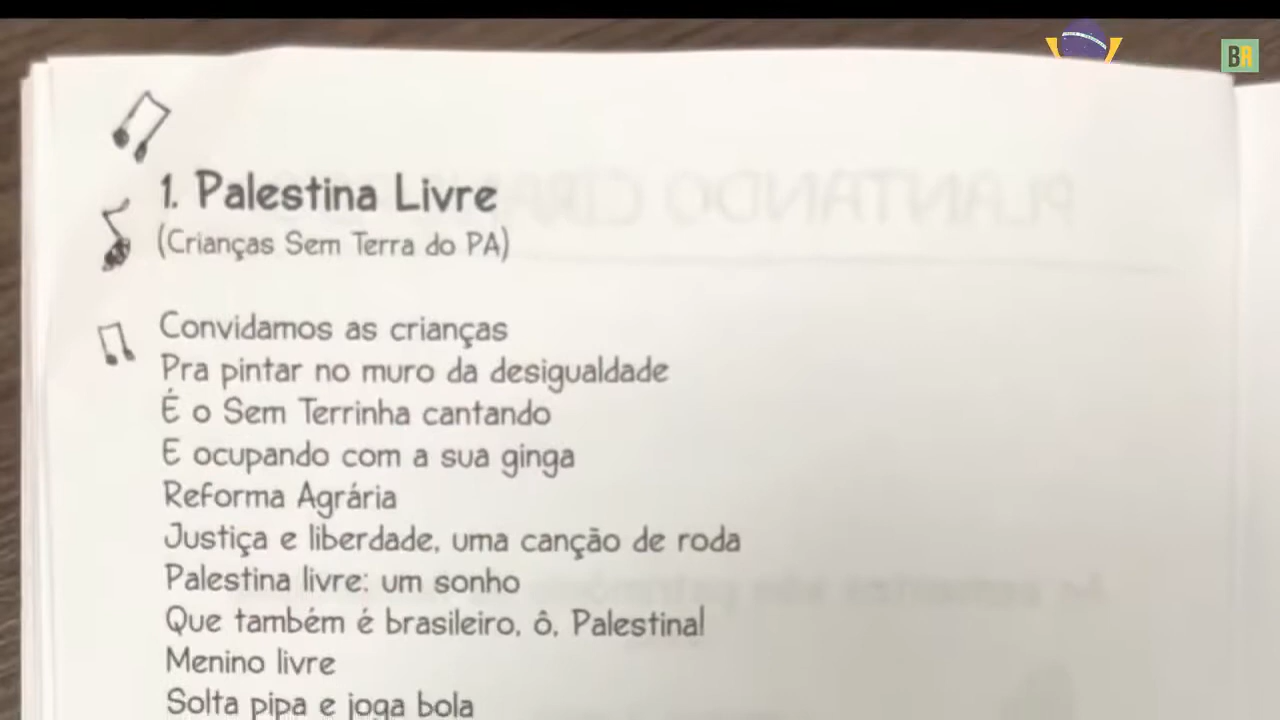 BA
1. Palestina Livre
(Crianças Sem Terra do PA)
Convidamos as crianças
Pra pintar no muro da desigualdade
É o Sem Terrinha cantando
E ocupando com a sua ginga
Reforma Agrária
Justiça e liberdade, uma canção de roda
Palestina livre: um sonho
Que também é brasileiro, ô, Palestina!
Menino livre
Solta pipa e joga bola